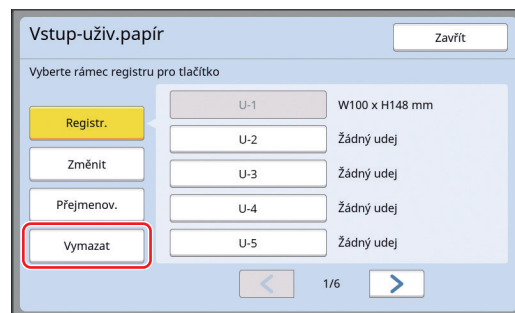 Vstup-uživ.papír
Zavřít
Vyberte rámec registru pro tlačítko
Registr.
Změnit
Přejmenov.
Vymazat
U-1 W100 x H148 mm
U-2 Žádný udej
U-3 Žádný udej
U-4 Žádný udej
U-5 Žádný udej
1/6